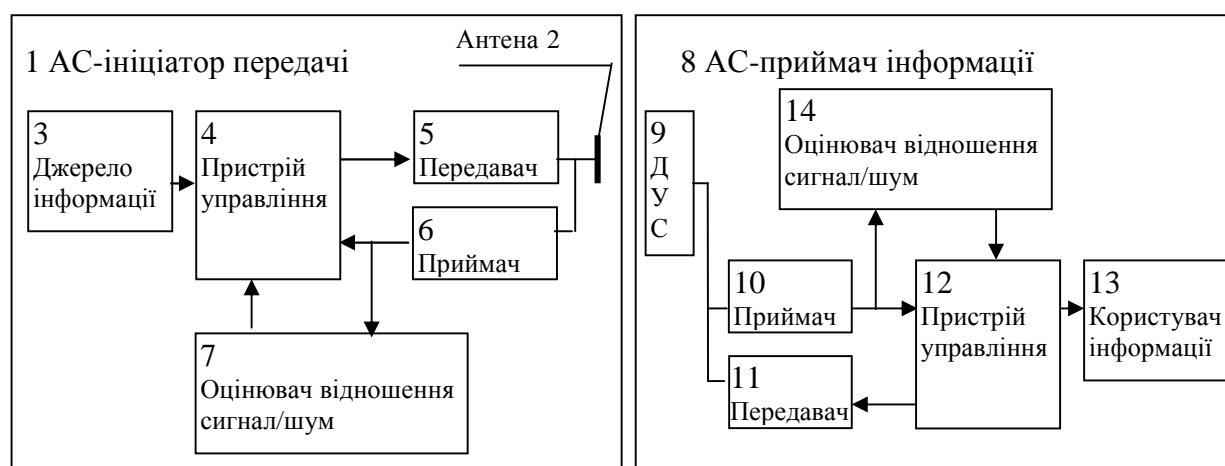 1 АС-ініціатор передачі
Антена 2
3
Джерело
інформації
4
Пристрій
управління
5
Передавач
6
Приймач
7
Оцінювач відношення
сигнал/шум
8 АС-приймач інформації
9
Д
У
С
14
Оцінювач відношення
сигнал/шум
10
Приймач
11
Передавач
12
Пристрій
управління
13
Користувач
інформації